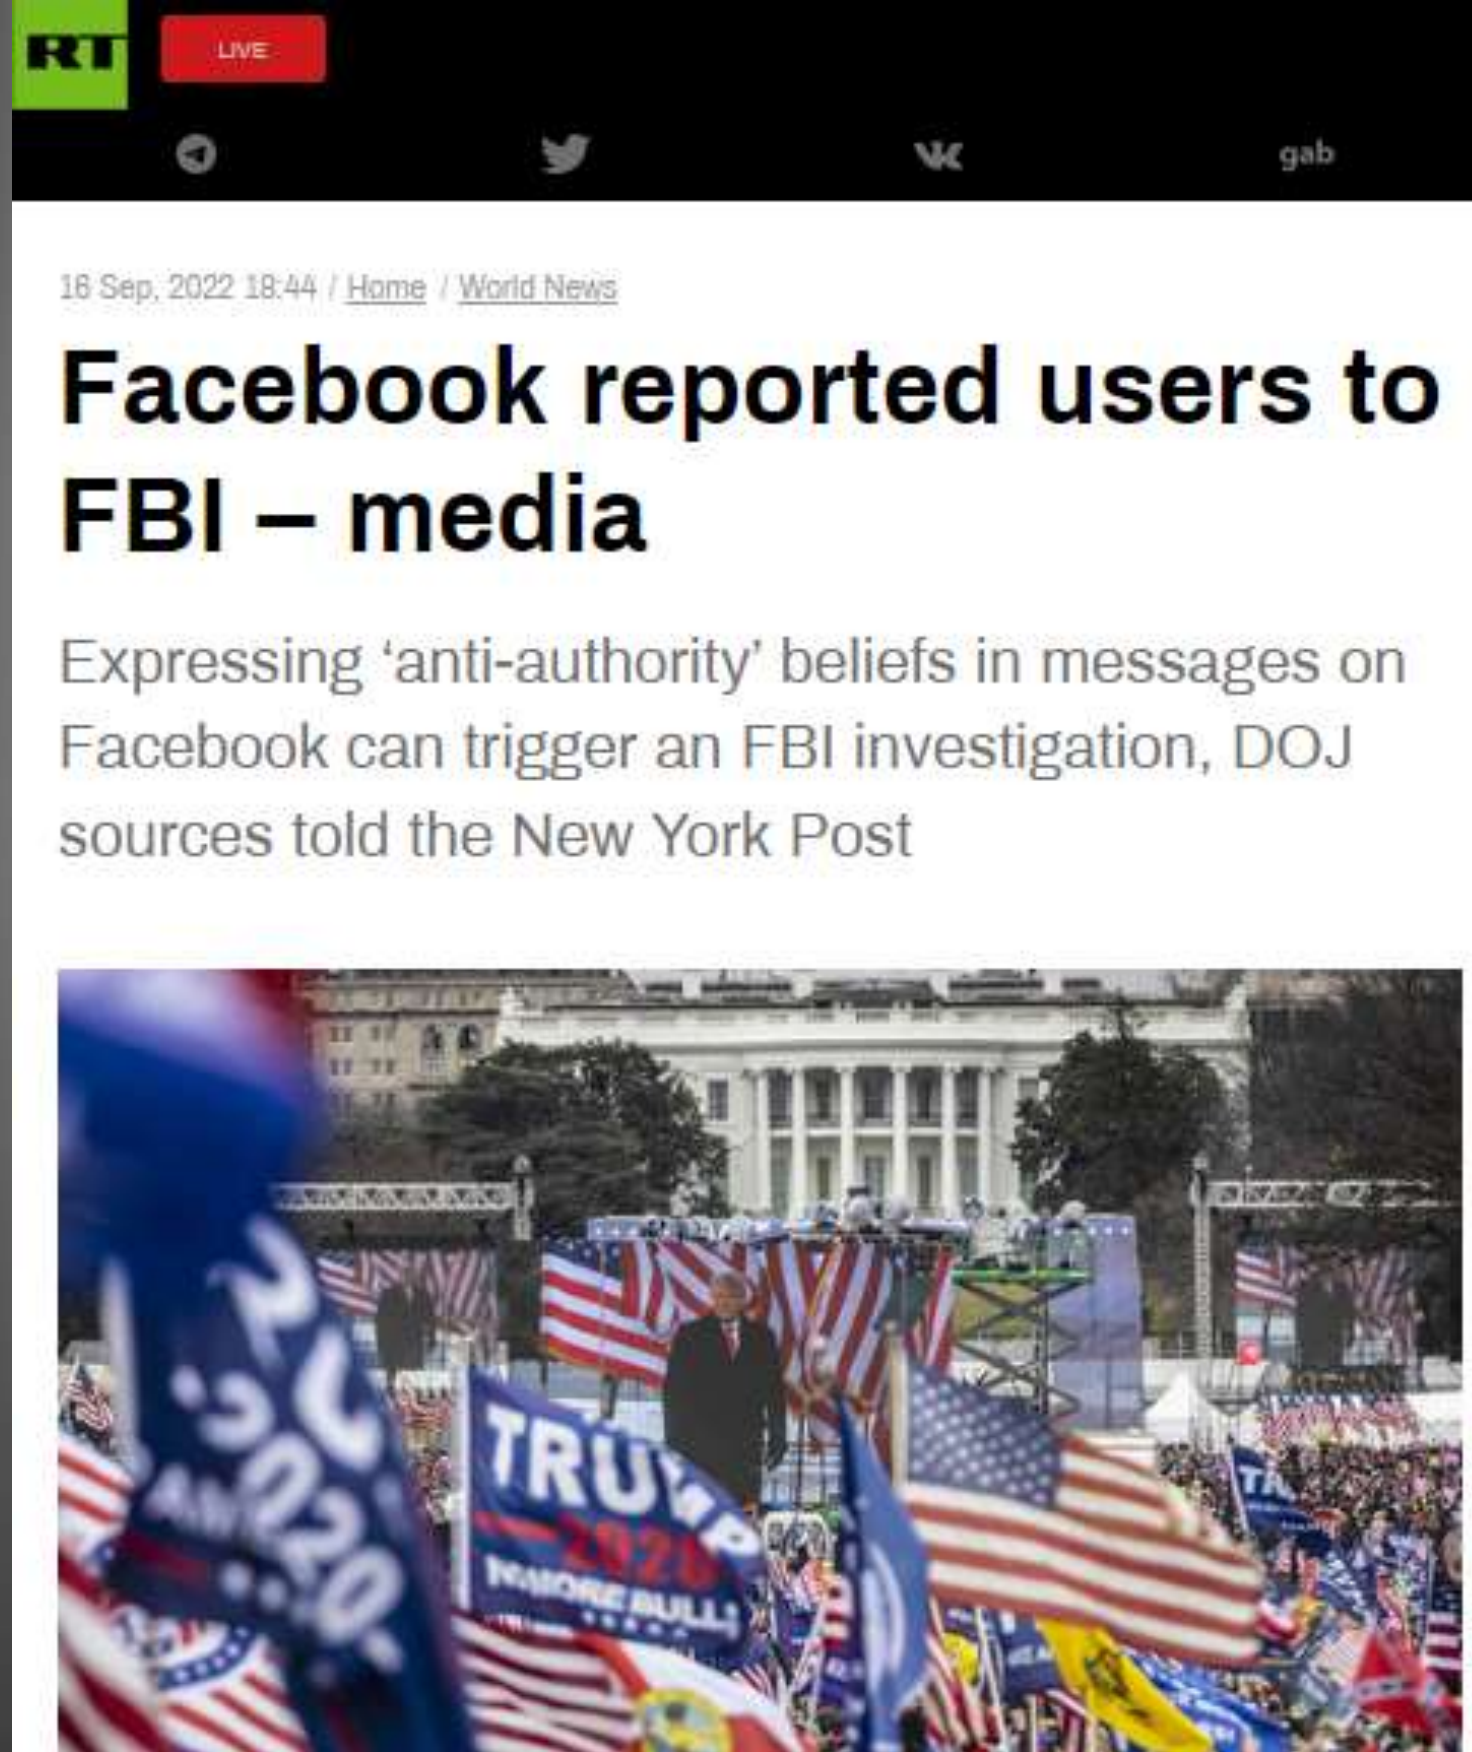 RT
LIVE
gab
16 Sep, 2022 18:44 / Home / World News
Facebook reported users to
FBI – media
Expressing ‘anti-authority’ beliefs in messages on
Facebook can trigger an FBI investigation, DOJ
sources told the New York Post
TRUMP
2020
2020